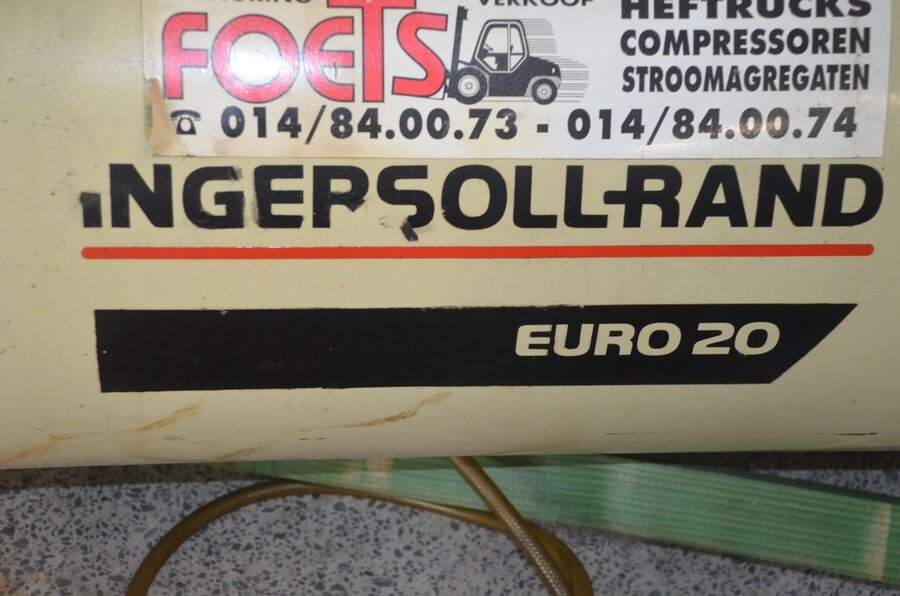 VERKOOP
HEFTRUCKS
FOETS
COMPRESSOREN
STROOMAGREGATEN
☎ 014/84.00.73 - 014/84.00.74
INGERSOLL-RAND
EURO 20